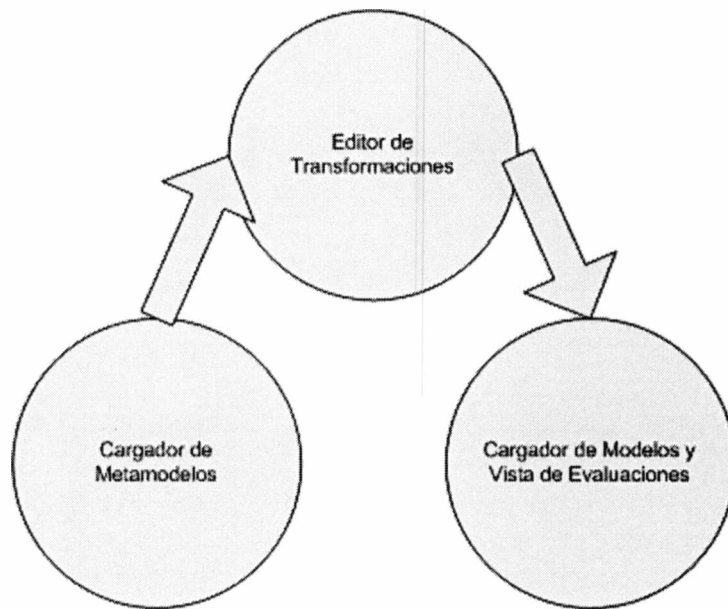 Editor de
Transformaciones
Cargador de
Metamodelos
Cargador de Modelos y
Vista de Evaluaciones